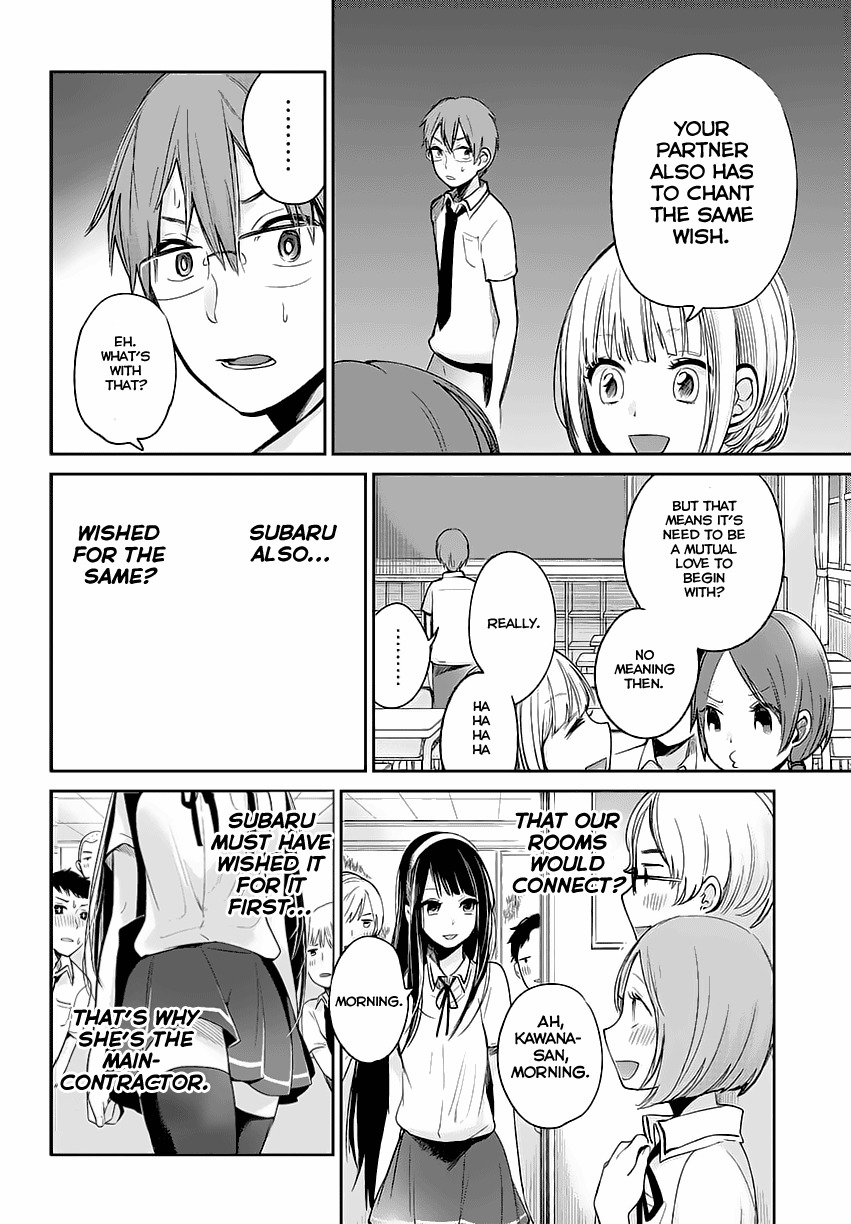 YOUR
PARTNER
ALSO HAS
TO CHANT
THE SAME
WISH.
........
EH.
WHAT'S
WITH
THAT?
BUT THAT
MEANS IT'S
NEED TO BE
A MUTUAL
LOVE TO
BEGIN
WITH?
NO
MEANING
THEN.
REALLY.
HA
HA
HA
HA
......
SUBARU
ALSO...
WISHED
FOR THE
SAME?
THAT OUR
ROOMS
WOULD
CONNECT?
AH,
KAWANA-
SAN,
MORNING.
MORNING.
SUBARU
MUST HAVE
WISHED IT
FOR IT
FIRST...
THAT'S WHY
SHE'S THE
MAIN-
CONTRACTOR.